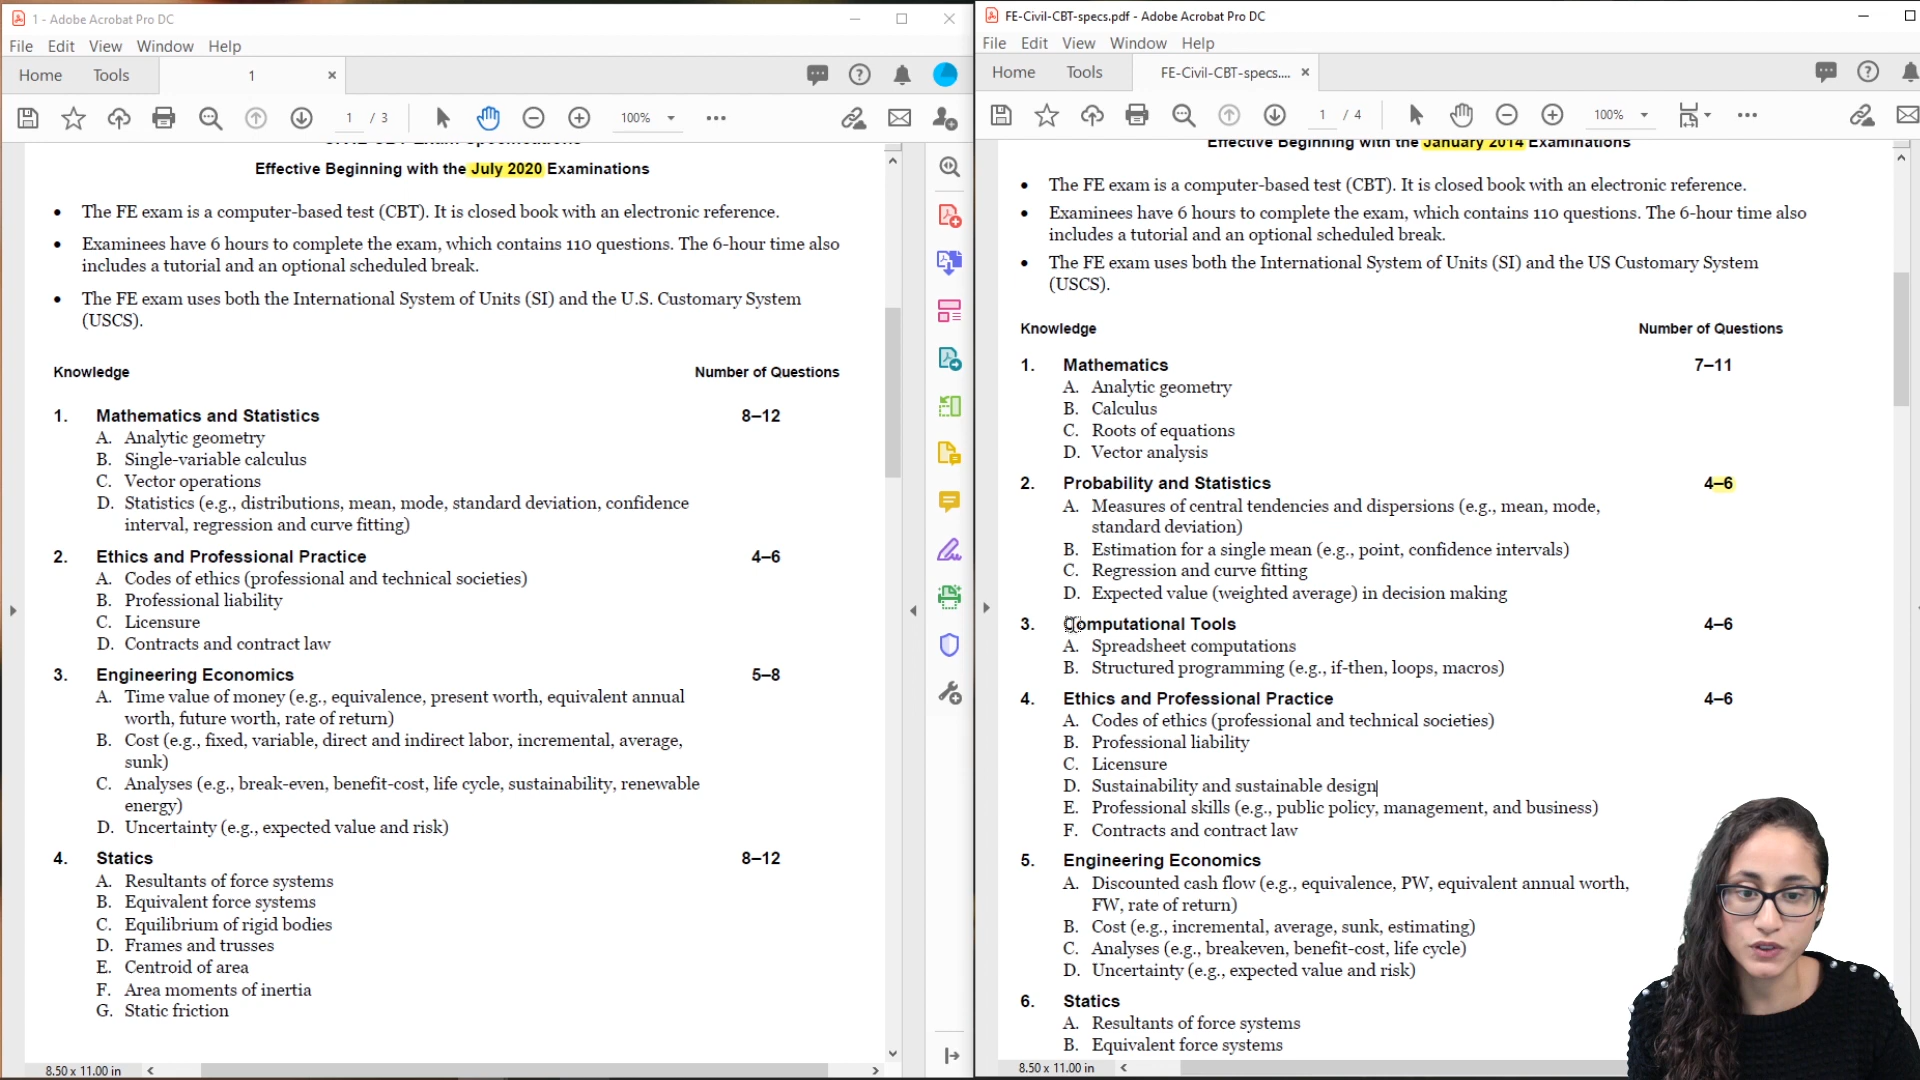 1 - Adobe Acrobat Pro DC
File Edit View Window Help
Home Tools 1
1 / 3 100%
Effective Beginning with the July 2020 Examinations
• The FE exam is a computer-based test (CBT). It is closed book with an electronic reference.
• Examinees have 6 hours to complete the exam, which contains 110 questions. The 6-hour time also
includes a tutorial and an optional scheduled break.
• The FE exam uses both the International System of Units (SI) and the U.S. Customary System
(USCS).
Knowledge Number of Questions
1. Mathematics and Statistics 8–12
A. Analytic geometry
B. Single-variable calculus
C. Vector operations
D. Statistics (e.g., distributions, mean, mode, standard deviation, confidence
interval, regression and curve fitting)
2. Ethics and Professional Practice 4–6
A. Codes of ethics (professional and technical societies)
B. Professional liability
C. Licensure
D. Contracts and contract law
3. Engineering Economics 5–8
A. Time value of money (e.g., equivalence, present worth, equivalent annual
worth, future worth, rate of return)
B. Cost (e.g., fixed, variable, direct and indirect labor, incremental, average,
sunk)
C. Analyses (e.g., break-even, benefit-cost, life cycle, sustainability, renewable
energy)
D. Uncertainty (e.g., expected value and risk)
4. Statics 8–12
A. Resultants of force systems
B. Equivalent force systems
C. Equilibrium of rigid bodies
D. Frames and trusses
E. Centroid of area
F. Area moments of inertia
G. Static friction
8.50 x 11.00 in
FE-Civil-CBT-specs.pdf - Adobe Acrobat Pro DC
File Edit View Window Help
Home Tools FE-Civil-CBT-specs....
1 / 4 100%
Effective Beginning with the January 2014 Examinations
• The FE exam is a computer-based test (CBT). It is closed book with an electronic reference.
• Examinees have 6 hours to complete the exam, which contains 110 questions. The 6-hour time also
includes a tutorial and an optional scheduled break.
• The FE exam uses both the International System of Units (SI) and the US Customary System
(USCS).
Knowledge Number of Questions
1. Mathematics 7–11
A. Analytic geometry
B. Calculus
C. Roots of equations
D. Vector analysis
2. Probability and Statistics 4–6
A. Measures of central tendencies and dispersions (e.g., mean, mode,
standard deviation)
B. Estimation for a single mean (e.g., point, confidence intervals)
C. Regression and curve fitting
D. Expected value (weighted average) in decision making
3. Computational Tools 4–6
A. Spreadsheet computations
B. Structured programming (e.g., if-then, loops, macros)
4. Ethics and Professional Practice 4–6
A. Codes of ethics (professional and technical societies)
B. Professional liability
C. Licensure
D. Sustainability and sustainable design
E. Professional skills (e.g., public policy, management, and business)
F. Contracts and contract law
5. Engineering Economics
A. Discounted cash flow (e.g., equivalence, PW, equivalent annual worth,
FW, rate of return)
B. Cost (e.g., incremental, average, sunk, estimating)
C. Analyses (e.g., breakeven, benefit-cost, life cycle)
D. Uncertainty (e.g., expected value and risk)
6. Statics
A. Resultants of force systems
B. Equivalent force systems
8.50 x 11.00 in